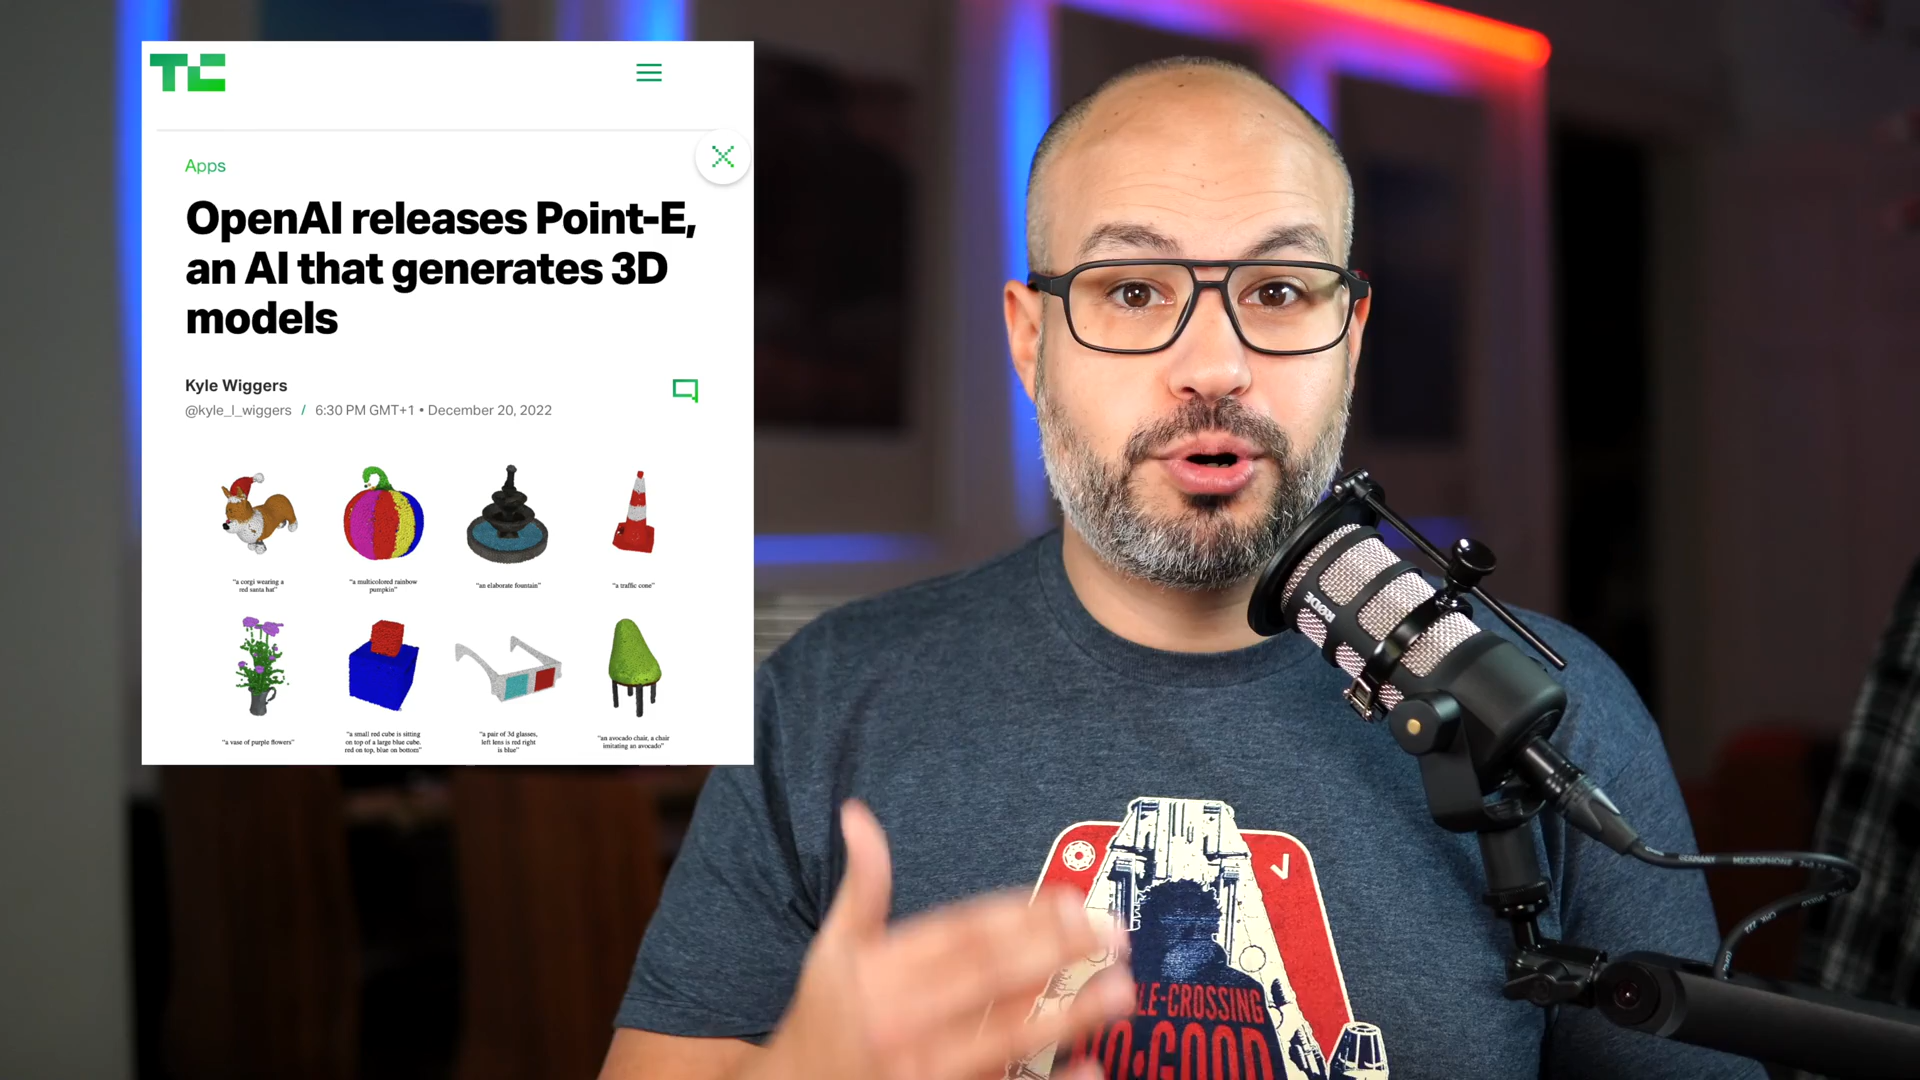 TC
Apps
OpenAI releases Point-E,
an AI that generates 3D
models
Kyle Wiggers
@kyle_l_wiggers / 6:30 PM GMT+1 • December 20, 2022
"a corgi wearing a
red santa hat"
"a multicolored rainbow
pumpkin"
"an elaborate fountain"
"a traffic cone"
"a vase of purple flowers"
"a small red cube is sitting
on top of a large blue cube.
red on top, blue on bottom"
"a pair of 3d glasses,
left lens is red right
is blue"
"an avocado chair, a chair
imitating an avocado"
RØDE
GERMANY MICROPHONE
LE-CROSSING
NO·GOOD